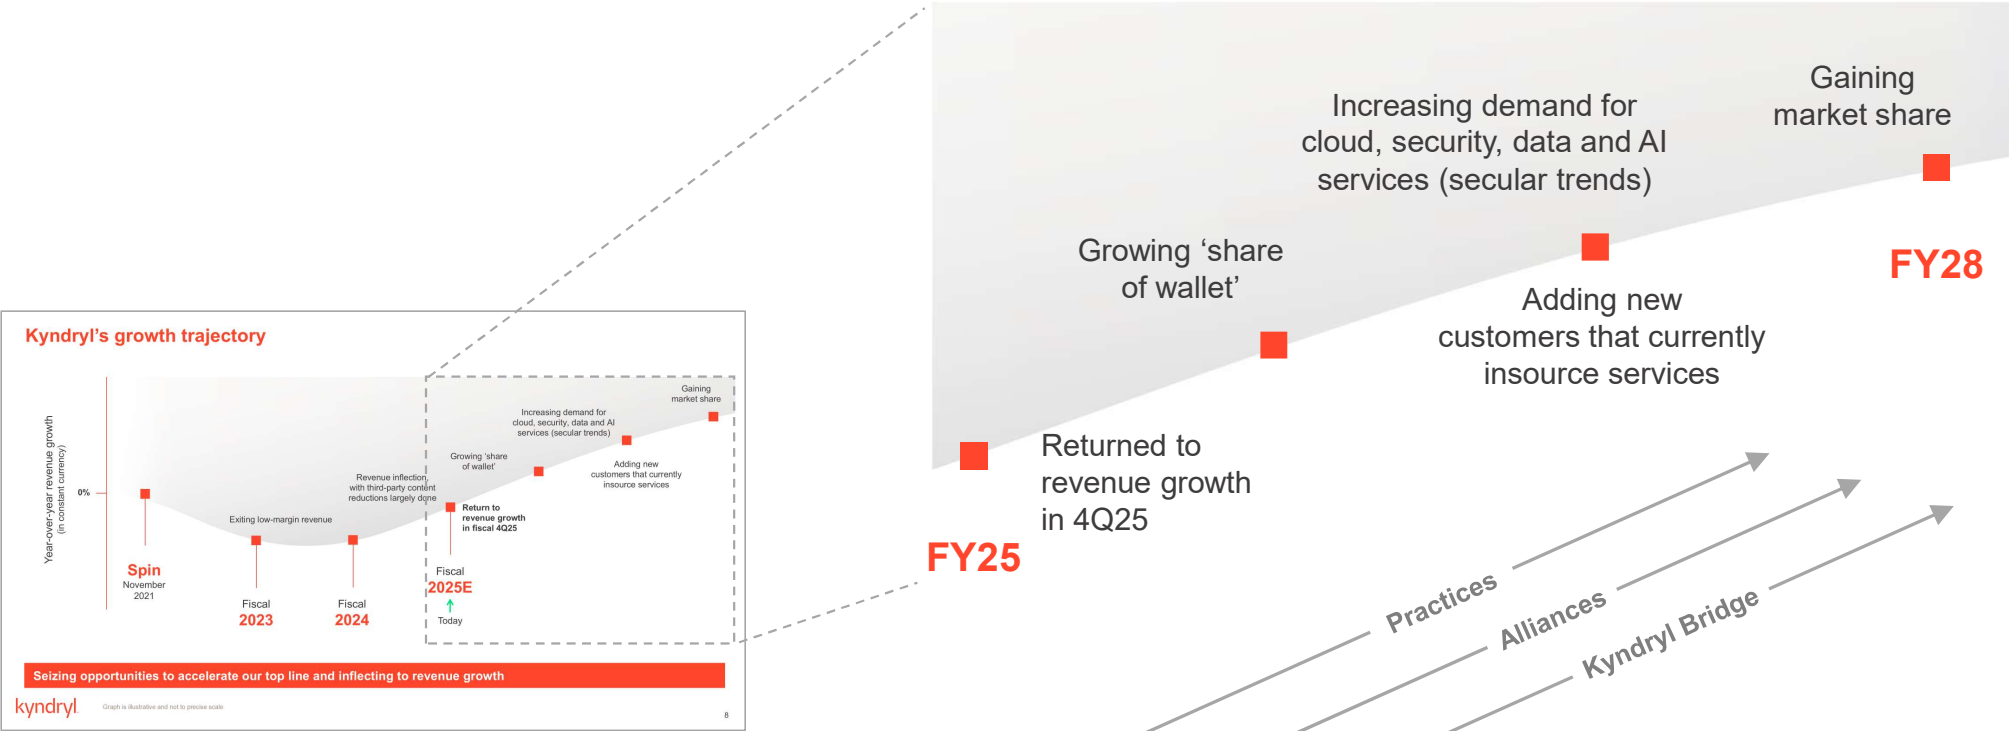 Kyndryl's growth trajectory
Year-over-year revenue growth
(in constant currency)
0%
Spin
November
2021
Exiting low-margin revenue
Fiscal
2023
Fiscal
2024
Revenue inflection,
with third-party content
reductions largely done
Return to
revenue growth
in fiscal 4Q25
Fiscal
2025E
Today
Growing 'share
of wallet'
Increasing demand for
cloud, security, data and AI
services (secular trends)
Adding new
customers that currently
insource services
Gaining
market share
Seizing opportunities to accelerate our top line and inflecting to revenue growth
kyndryl
Graph is illustrative and not to precise scale
8
FY25
Returned to
revenue growth
in 4Q25
Growing ‘share
of wallet’
Increasing demand for
cloud, security, data and AI
services (secular trends)
Adding new
customers that currently
insource services
Gaining
market share
FY28
Practices
Alliances
Kyndryl Bridge